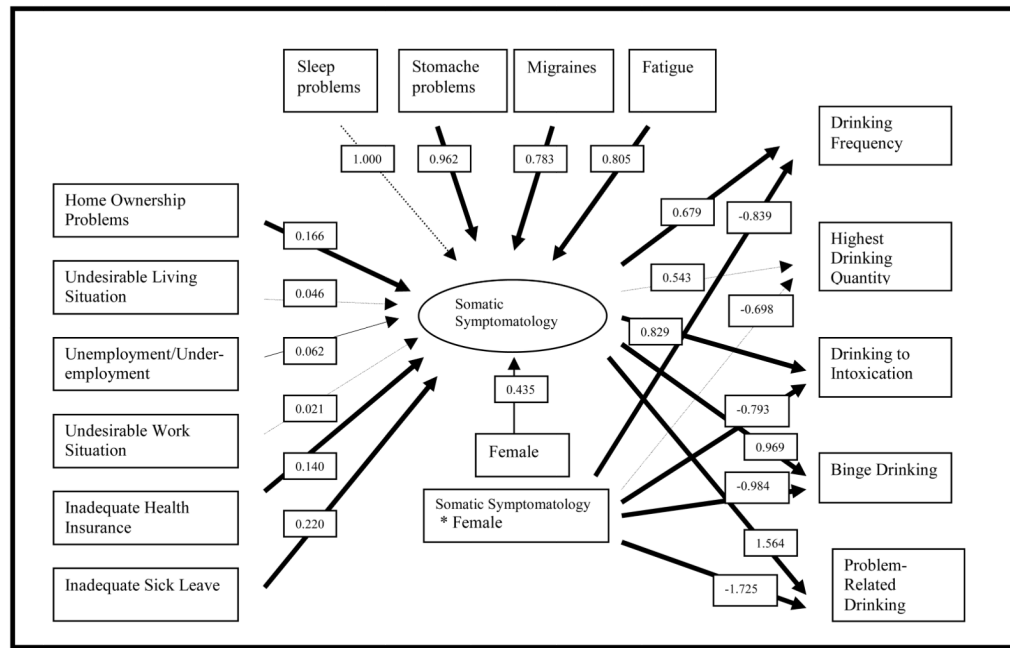 Sleep
problems
Stomache
problems
Migraines
Fatigue
1.000
0.962
0.783
0.805
Home Ownership
Problems
Undesirable Living
Situation
Unemployment/Under-
employment
Undesirable Work
Situation
Inadequate Health
Insurance
Inadequate Sick Leave
0.166
0.046
0.062
0.021
0.140
0.220
Somatic
Symptomatology
0.435
Female
Somatic Symptomatology
* Female
0.679
-0.839
0.543
-0.698
0.829
-0.793
0.969
-0.984
1.564
-1.725
Drinking
Frequency
Highest
Drinking
Quantity
Drinking to
Intoxication
Binge Drinking
Problem-
Related
Drinking